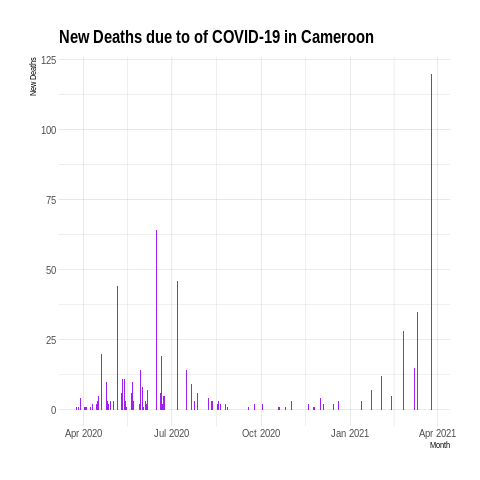 New Deaths due to of COVID-19 in Cameroon
New Deaths
125
100
75
50
25
0
Apr 2020 Jul 2020 Oct 2020 Jan 2021 Apr 2021
Month